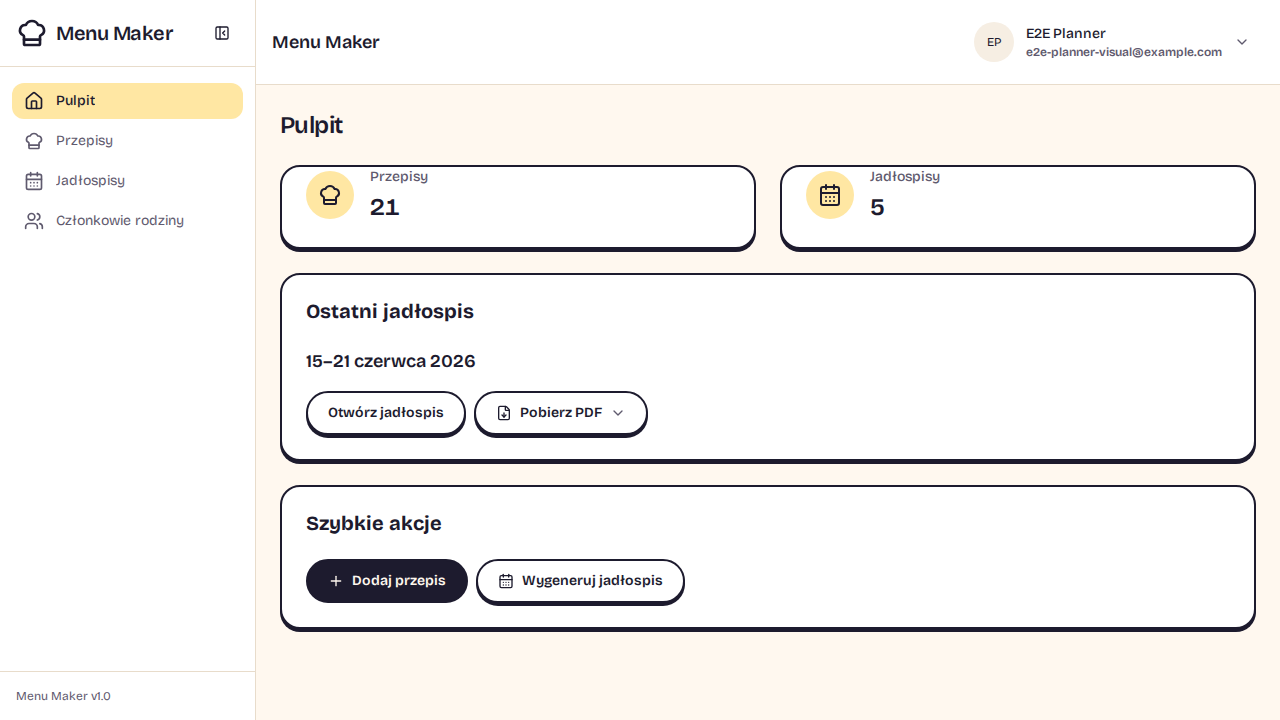 Menu Maker
Pulpit
Przepisy
Jadłospisy
Członkowie rodziny
Menu Maker v1.0
Menu Maker
EP
E2E Planner
e2e-planner-visual@example.com
Pulpit
Przepisy
21
Jadłospisy
5
Ostatni jadłospis
15–21 czerwca 2026
Otwórz jadłospis
Pobierz PDF
Szybkie akcje
Dodaj przepis
Wygeneruj jadłospis